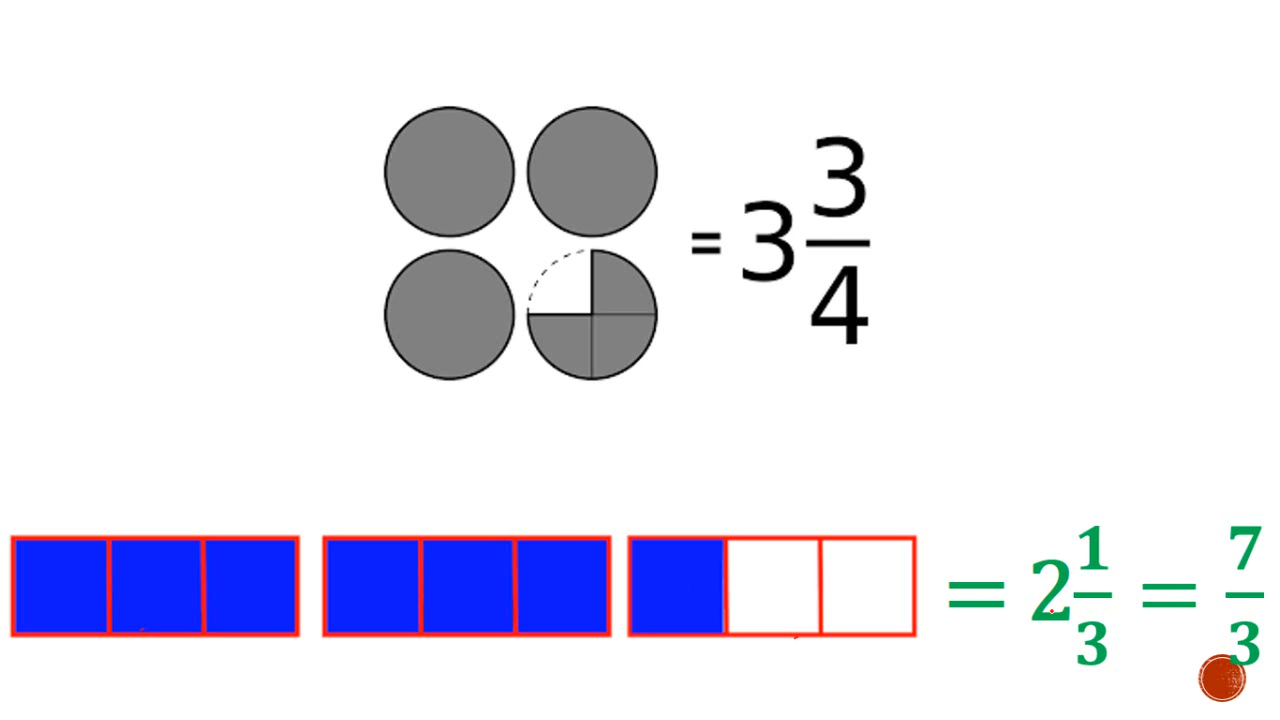 = 3 3/4
= 2 1/3 = 7/3